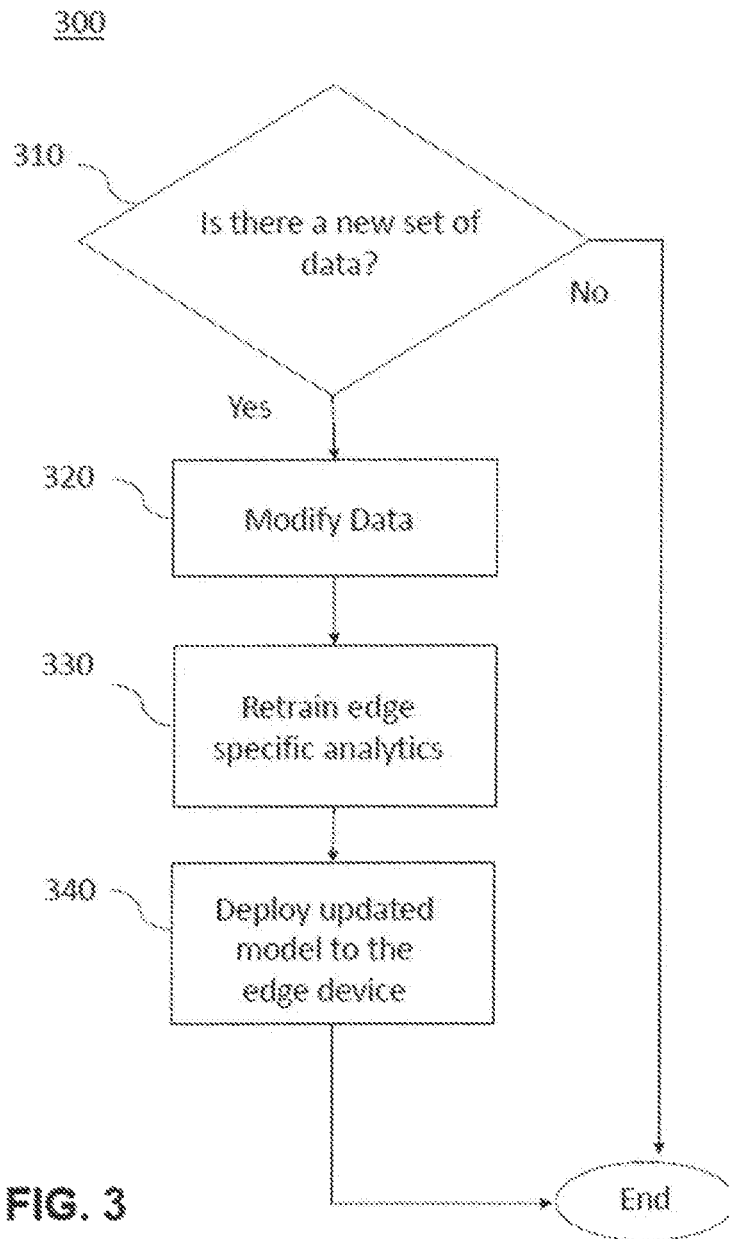 300
310
Is there a new set of
data?
No
Yes
320
Modify Data
330
Retrain edge
specific analytics
340
Deploy updated
model to the
edge device
FIG. 3
End